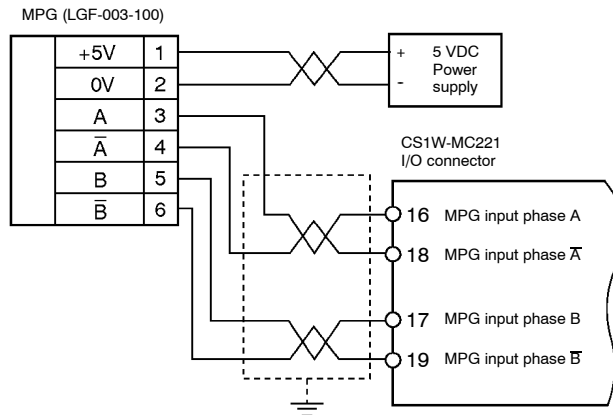 MPG (LGF-003-100)
+5V 1
0V 2
A 3
A̅ 4
B 5
B̅ 6
+ 5 VDC
Power
- supply
CS1W-MC221
I/O connector
16 MPG input phase A
18 MPG input phase A̅
17 MPG input phase B
19 MPG input phase B̅